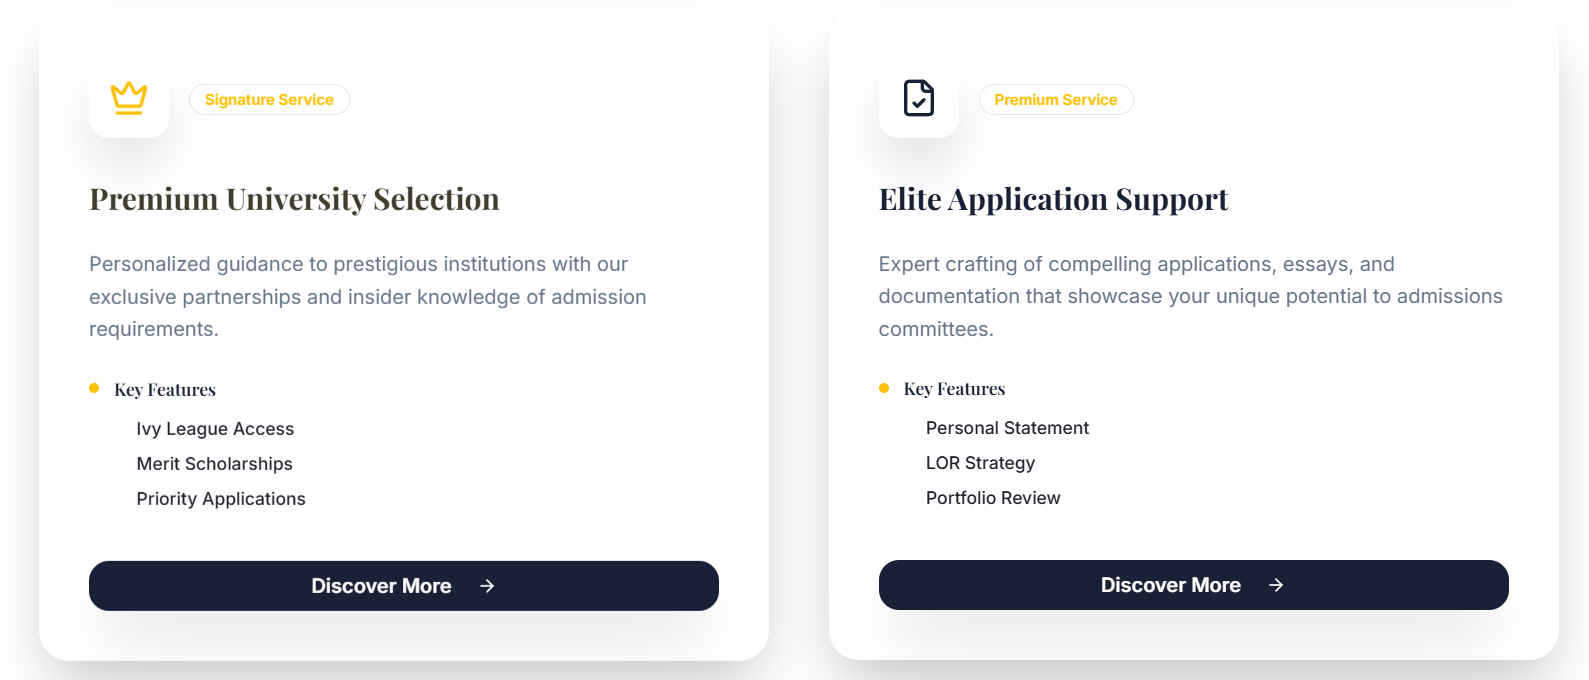 Signature Service
Premium University Selection
Personalized guidance to prestigious institutions with our
exclusive partnerships and insider knowledge of admission
requirements.
Key Features
Ivy League Access
Merit Scholarships
Priority Applications
Discover More
Premium Service
Elite Application Support
Expert crafting of compelling applications, essays, and
documentation that showcase your unique potential to admissions
committees.
Key Features
Personal Statement
LOR Strategy
Portfolio Review
Discover More